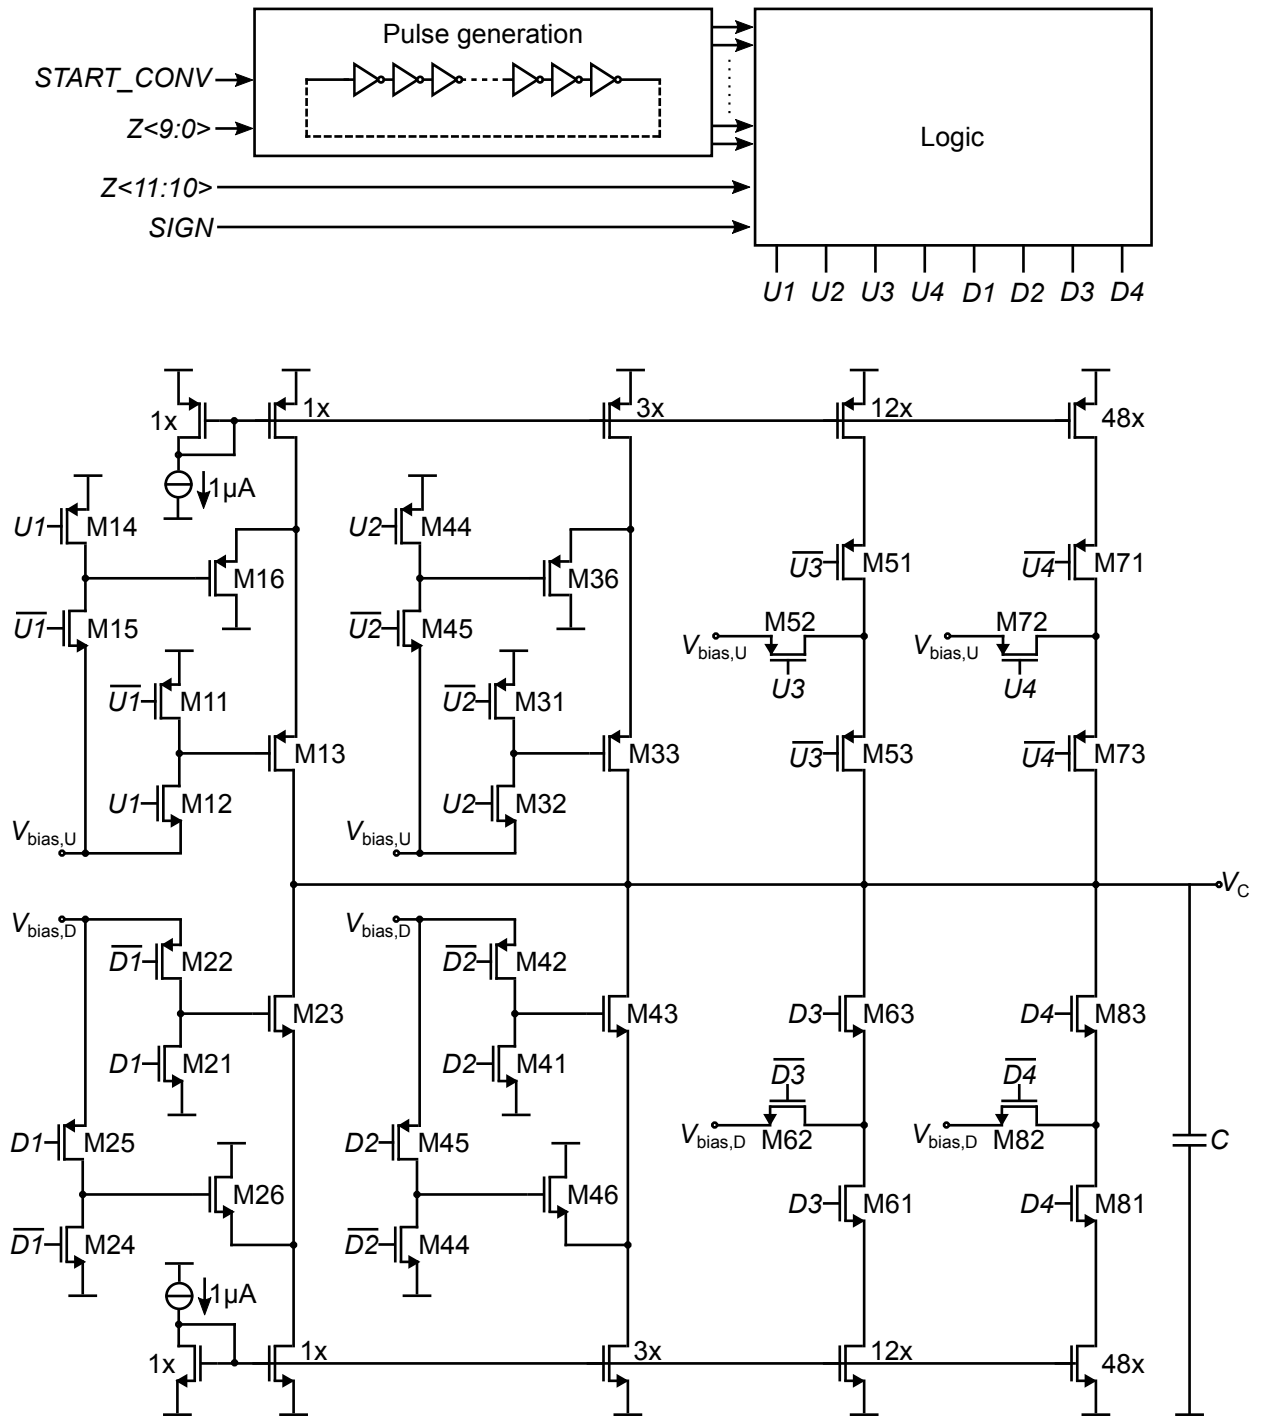 Pulse generation
START_CONV
Z<9:0>
Logic
Z<11:10>
SIGN
U1 U2 U3 U4 D1 D2 D3 D4
1x 1x 3x 12x 48x
1µA
U1 M14 U2 M44
M16 M36 U3 M51 U4 M71
U1 M15 U2 M45
M52 M72
Vbias,U Vbias,U
U3 U4
U1 M11 U2 M31
M13 M33 U3 M53 U4 M73
U1 M12 U2 M32
Vbias,U Vbias,U
VC
Vbias,D Vbias,D
D1 M22 D2 M42
M23 M43 D3 M63 D4 M83
D1 M21 D2 M41
D3 D4
Vbias,D Vbias,D
D1 M25 D2 M45 M62 M82 C
M26 M46 D3 M61 D4 M81
D1 M24 D2 M44
1µA
1x 1x 3x 12x 48x